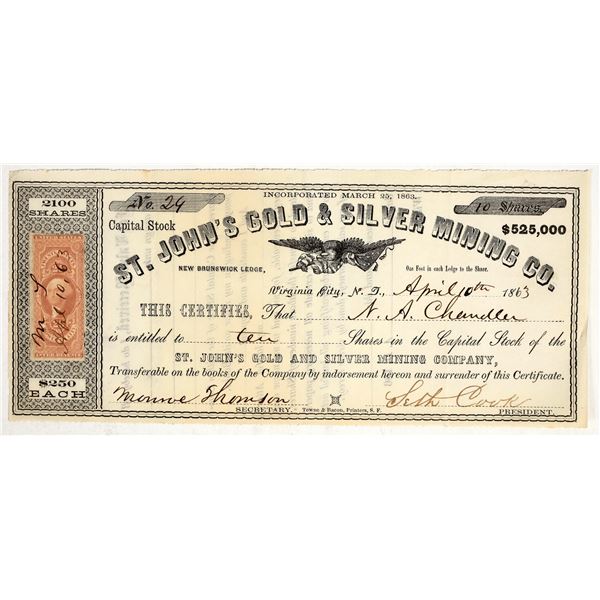 2100
SHARES
$250
EACH
M. T.
Apl 10/63
INCORPORATED MARCH 25, 1863.
No. 24
10 Shares
Capital Stock
$525,000
ST. JOHN'S GOLD & SILVER MINING CO.
NEW BRUNSWICK LEDGE,
One Foot in each Ledge to the Share.
Virginia City, N. T., April 10th 1863
THIS CERTIFIES, That N. A. Chandler
is entitled to ten Shares in the Capital Stock of the
ST. JOHN'S GOLD AND SILVER MINING COMPANY,
Transferable on the books of the Company by indorsement hereon and surrender of this Certificate.
Monroe Thomson
Seth Cook
SECRETARY.
Towne & Bacon, Printers, S. F.
PRESIDENT.